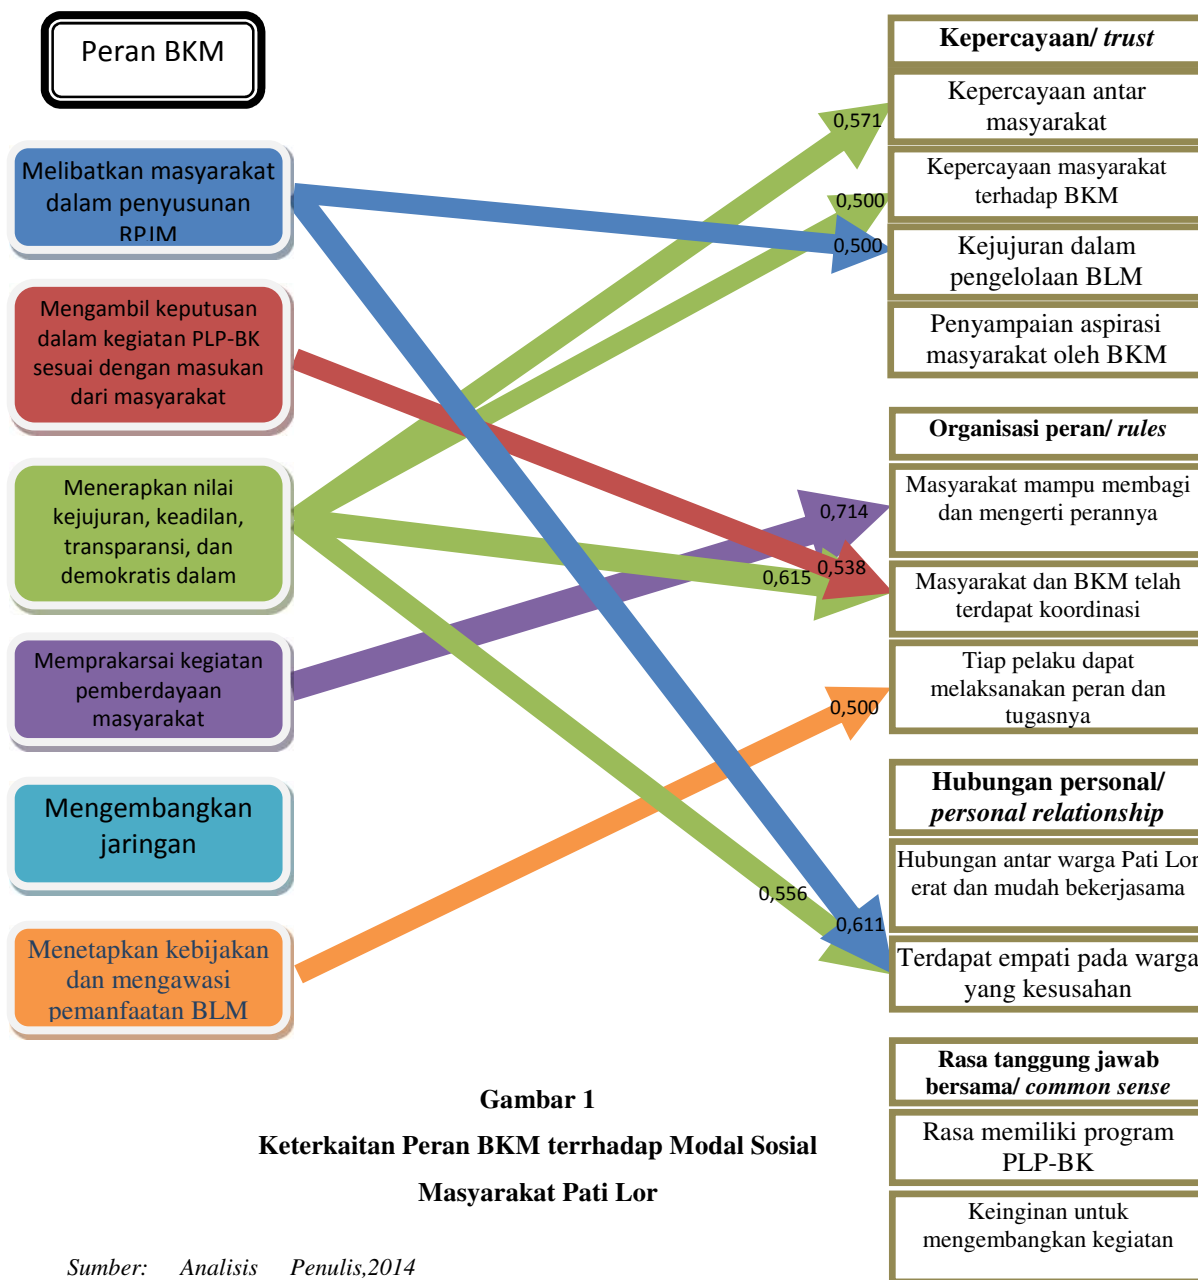 Peran BKM
Melibatkan masyarakat
dalam penyusunan
RPJM
Mengambil keputusan
dalam kegiatan PLP-BK
sesuai dengan masukan
dari masyarakat
Menerapkan nilai
kejujuran, keadilan,
transparansi, dan
demokratis dalam
Memprakarsai kegiatan
pemberdayaan
masyarakat
Mengembangkan
jaringan
Menetapkan kebijakan
dan mengawasi
pemanfaatan BLM
0,571
0,500
0,500
0,714
0,615
0,538
0,500
0,556
0,611
Kepercayaan/ trust
Kepercayaan antar
masyarakat
Kepercayaan masyarakat
terhadap BKM
Kejujuran dalam
pengelolaan BLM
Penyampaian aspirasi
masyarakat oleh BKM
Organisasi peran/ rules
Masyarakat mampu membagi
dan mengerti perannya
Masyarakat dan BKM telah
terdapat koordinasi
Tiap pelaku dapat
melaksanakan peran dan
tugasnya
Hubungan personal/
personal relationship
Hubungan antar warga Pati Lor
erat dan mudah bekerjasama
Terdapat empati pada warga
yang kesusahan
Rasa tanggung jawab
bersama/ common sense
Rasa memiliki program
PLP-BK
Keinginan untuk
mengembangkan kegiatan
Gambar 1
Keterkaitan Peran BKM terrhadap Modal Sosial
Masyarakat Pati Lor
Sumber: Analisis Penulis,2014